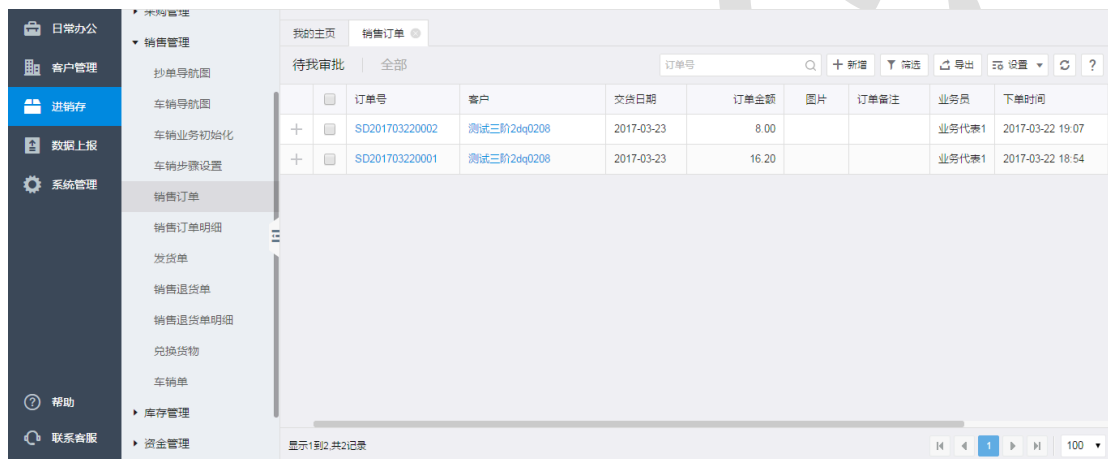 日常办公
客户管理
进销存
数据上报
系统管理
帮助
联系客服
采购管理
销售管理
抄单导航图
车销导航图
车销业务初始化
车销步骤设置
销售订单
销售订单明细
发货单
销售退货单
销售退货单明细
兑换货物
车销单
库存管理
资金管理
我的主页 销售订单
待我审批 全部 订单号 新增 筛选 导出 设置 ?
订单号 客户 交货日期 订单金额 图片 订单备注 业务员 下单时间
SD201703220002 测试三阶2dq0208 2017-03-23 8.00 业务代表1 2017-03-22 19:07
SD201703220001 测试三阶2dq0208 2017-03-23 16.20 业务代表1 2017-03-22 18:54
显示1到2,共2记录 1 100